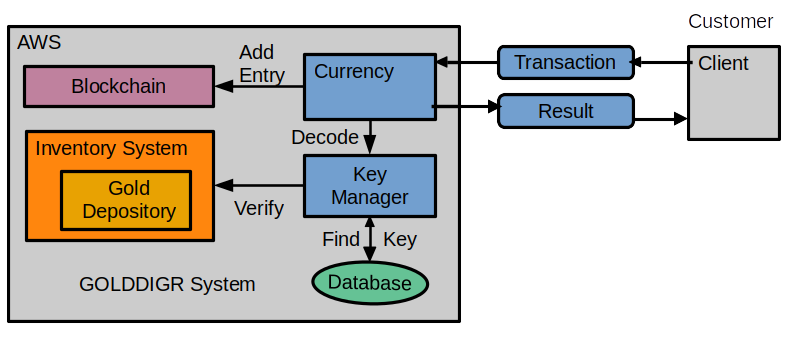 Customer
AWS
Add
Entry
Blockchain
Currency
Transaction
Client
Result
Decode
Inventory System
Gold
Depository
Key
Manager
Verify
Find Key
Database
GOLDDIGR System